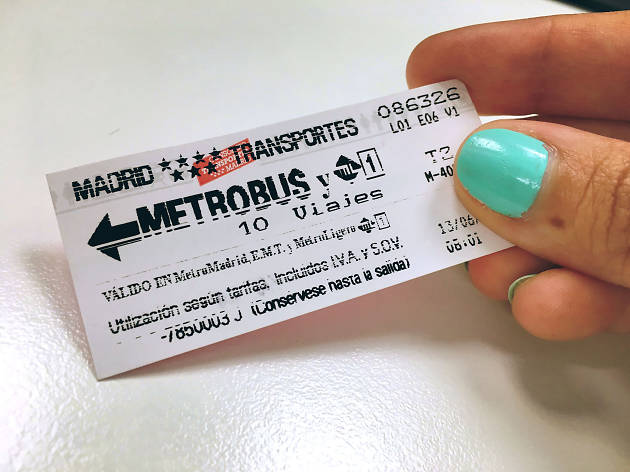 086326
L01 E06 V1
MADRID TRANSPORTES
METROBUS y 1
10 Viajes
T2
M-40
VÁLIDO EN MetroMadrid, E.M.T. y MetroLigero 1
13/06/
08:01
Utilización según tarifas, Incluidos I.V.A. y S.O.V.
-7850003 J (Consérvese hasta la salida)